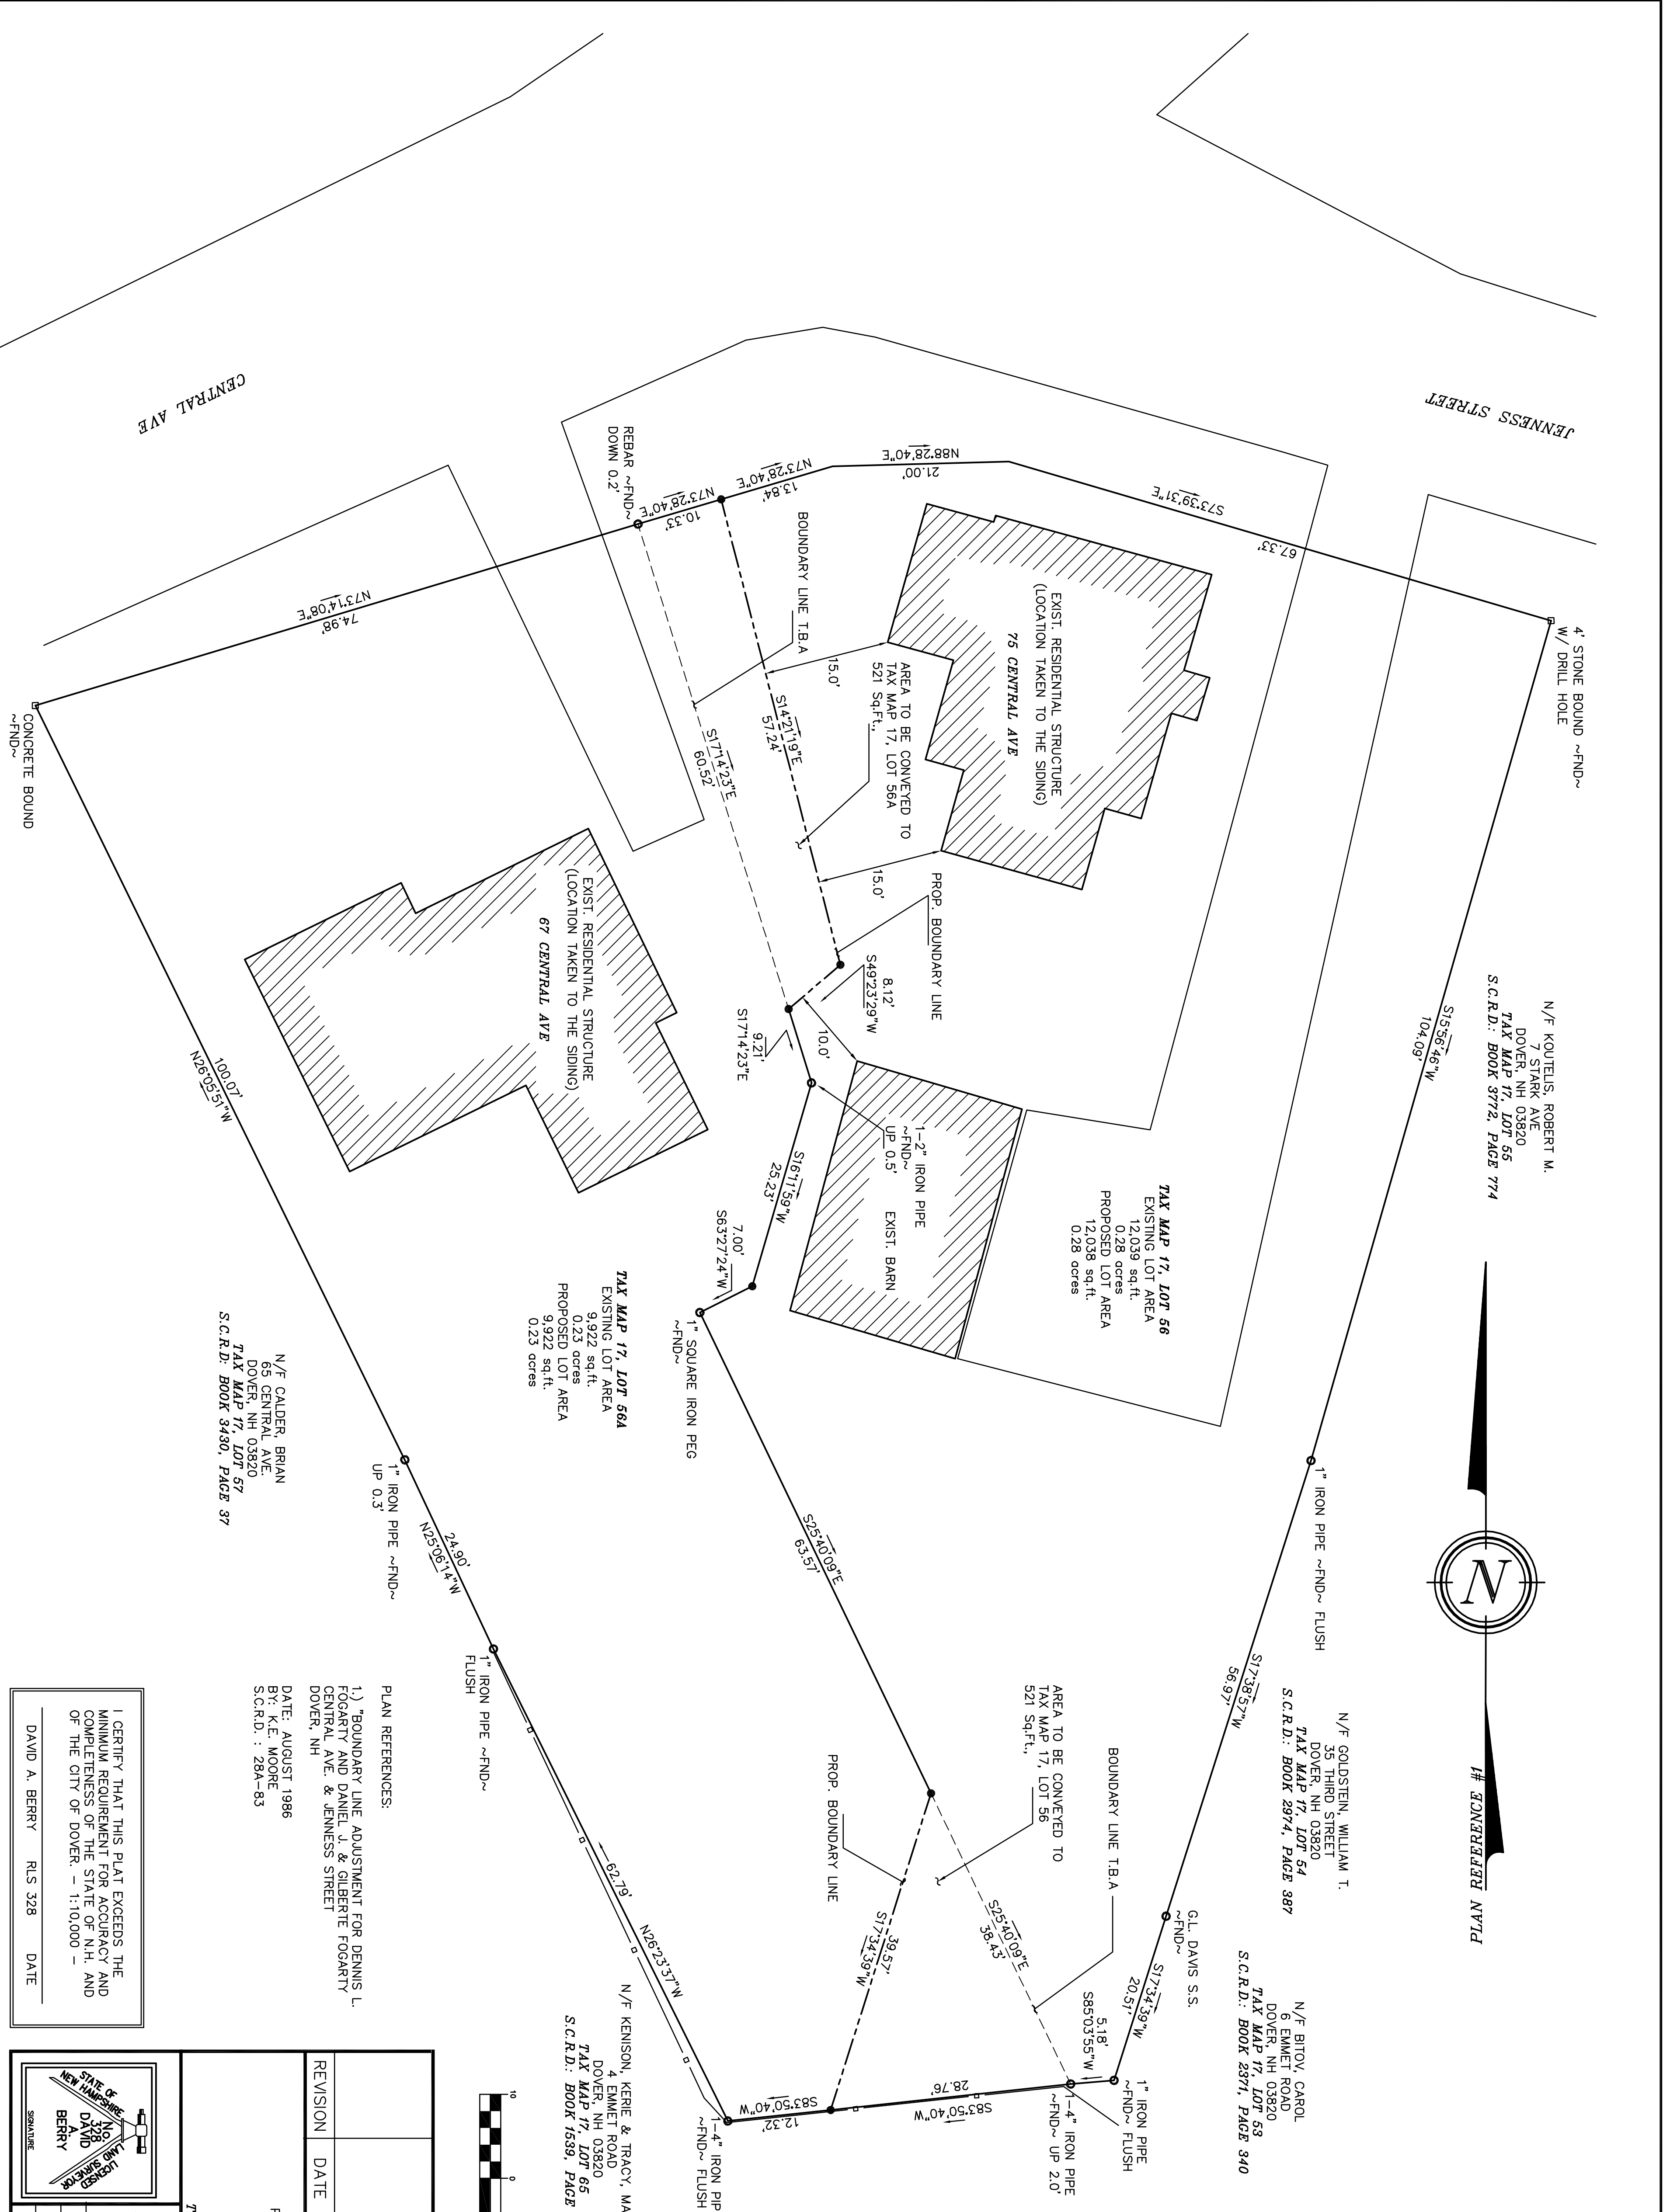 JENNESS STREET
CENTRAL AVE
4' STONE BOUND ~FND~
W/ DRILL HOLE
N/F KOUTELIS, ROBERT M.
7 STARK AVE
DOVER, NH 03820
TAX MAP 17, LOT 55
S.C.R.D.: BOOK 3772, PAGE 774
S15°56'46"W
104.09'
S73°39'31"E
67.33'
N88°28'40"E
21.00'
N73°28'40"E
13.84'
N73°28'40"E
10.33'
REBAR ~FND~
DOWN 0.2'
N73°14'08"E
74.98'
CONCRETE BOUND
~FND~
EXIST. RESIDENTIAL STRUCTURE
(LOCATION TAKEN TO THE SIDING)
75 CENTRAL AVE
BOUNDARY LINE T.B.A
15.0'
AREA TO BE CONVEYED TO
TAX MAP 17, LOT 56A
521 Sq.Ft.,
S14°21'19"E
57.24'
S17°14'23"E
60.52'
15.0'
PROP. BOUNDARY LINE
8.12'
S49°23'29"W
10.0'
9.21'
S17°14'23"E
EXIST. RESIDENTIAL STRUCTURE
(LOCATION TAKEN TO THE SIDING)
67 CENTRAL AVE
1-2" IRON PIPE
~FND~
UP 0.5'
EXIST. BARN
S16°11'59"W
25.23'
7.00'
S63°27'24"W
1" SQUARE IRON PEG
~FND~
TAX MAP 17, LOT 56
EXISTING LOT AREA
12,039 sq.ft.
0.28 acres
PROPOSED LOT AREA
12,038 sq.ft.
0.28 acres
TAX MAP 17, LOT 56A
EXISTING LOT AREA
9,922 sq.ft.
0.23 acres
PROPOSED LOT AREA
9,922 sq.ft.
0.23 acres
100.07'
N26°05'51"W
N/F CALDER, BRIAN
65 CENTRAL AVE.
DOVER, NH 03820
TAX MAP 17, LOT 57
S.C.R.D: BOOK 3430, PAGE 37
1" IRON PIPE ~FND~
UP 0.3'
24.90'
N25°06'14"W
1" IRON PIPE ~FND~
FLUSH
1" IRON PIPE ~FND~ FLUSH
N
PLAN REFERENCE #1
S17°38'57"W
56.97'
N/F GOLDSTEIN, WILLIAM T.
35 THIRD STREET
DOVER, NH 03820
TAX MAP 17, LOT 54
S.C.R.D.: BOOK 2974, PAGE 387
S25°40'09"E
63.57'
AREA TO BE CONVEYED TO
TAX MAP 17, LOT 56
521 Sq.Ft.,
BOUNDARY LINE T.B.A
PROP. BOUNDARY LINE
S25°40'09"E
38.43'
39.57'
S17°34'39"W
G.L. DAVIS S.S.
~FND~
S17°34'39"W
20.51'
N/F BITOV, CAROL
6 EMMET ROAD
DOVER, NH 03820
TAX MAP 17, LOT 53
S.C.R.D.: BOOK 2371, PAGE 340
5.18'
S85°03'55"W
1" IRON PIPE
~FND~ FLUSH
1-4" IRON PIPE
~FND~ UP 2.0'
28.76'
S83°50'40"W
S83°50'40"W
12.32'
1-4" IRON PIP
~FND~ FLUSH
62.79'
N26°23'37"W
N/F KENISON, KERIE & TRACY, MA
4 EMMET ROAD
DOVER, NH 03820
TAX MAP 17, LOT 65
S.C.R.D.: BOOK 1539, PAGE
PLAN REFERENCES:
1.) "BOUNDARY LINE ADJUSTMENT FOR DENNIS L.
FOGARTY AND DANIEL J. & GILBERTE FOGARTY
CENTRAL AVE. & JENNESS STREET
DOVER, NH
DATE: AUGUST 1986
BY: K.E. MOORE
S.C.R.D. : 28A-83
I CERTIFY THAT THIS PLAT EXCEEDS THE
MINIMUM REQUIREMENT FOR ACCURACY AND
COMPLETENESS OF THE STATE OF N.H. AND
OF THE CITY OF DOVER. - 1:10,000 -
DAVID A. BERRY RLS 328 DATE
10
0
REVISION DATE
STATE OF
NEW HAMPSHIRE
No.
328
DAVID
A.
BERRY
LICENSED
LAND SURVEYOR
SIGNATURE